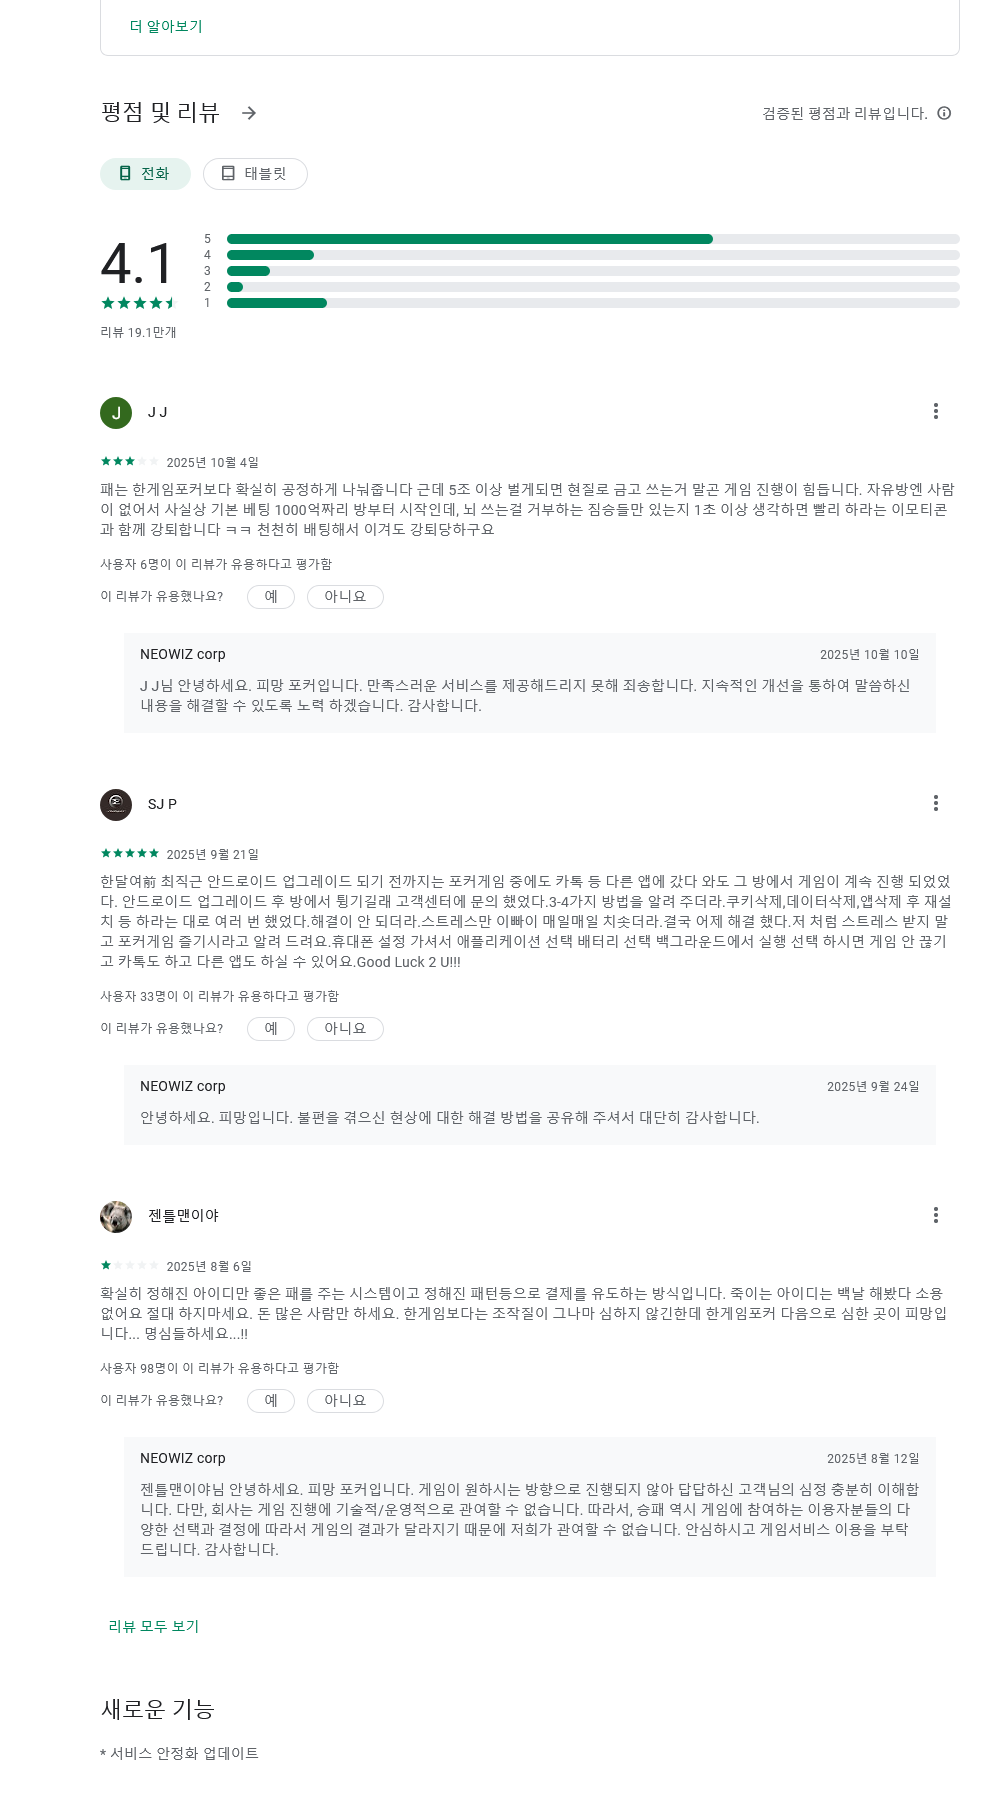 더 알아보기
평점 및 리뷰
검증된 평점과 리뷰입니다.
전화
태블릿
4.1
5
4
3
2
1
리뷰 19.1만개
J
J J
2025년 10월 4일
패는 한게임포커보다 확실히 공정하게 나눠줍니다 근데 5조 이상 벌게되면 현질로 금고 쓰는거 말곤 게임 진행이 힘듭니다. 자유방엔 사람
이 없어서 사실상 기본 베팅 1000억짜리 방부터 시작인데, 뇌 쓰는걸 거부하는 짐승들만 있는지 1초 이상 생각하면 빨리 하라는 이모티콘
과 함께 강퇴합니다 ㅋㅋ 천천히 배팅해서 이겨도 강퇴당하구요
사용자 6명이 이 리뷰가 유용하다고 평가함
이 리뷰가 유용했나요?
예
아니요
NEOWIZ corp
2025년 10월 10일
J J님 안녕하세요. 피망 포커입니다. 만족스러운 서비스를 제공해드리지 못해 죄송합니다. 지속적인 개선을 통하여 말씀하신
내용을 해결할 수 있도록 노력 하겠습니다. 감사합니다.
SJ P
2025년 9월 21일
한달여前 최직근 안드로이드 업그레이드 되기 전까지는 포커게임 중에도 카톡 등 다른 앱에 갔다 와도 그 방에서 게임이 계속 진행 되었었
다. 안드로이드 업그레이드 후 방에서 튕기길래 고객센터에 문의 했었다.3-4가지 방법을 알려 주더라.쿠키삭제,데이터삭제,앱삭제 후 재설
치 등 하라는 대로 여러 번 했었다.해결이 안 되더라.스트레스만 이빠이 매일매일 치솟더라.결국 어제 해결 했다.저 처럼 스트레스 받지 말
고 포커게임 즐기시라고 알려 드려요.휴대폰 설정 가셔서 애플리케이션 선택 배터리 선택 백그라운드에서 실행 선택 하시면 게임 안 끊기
고 카톡도 하고 다른 앱도 하실 수 있어요.Good Luck 2 U!!!
사용자 33명이 이 리뷰가 유용하다고 평가함
이 리뷰가 유용했나요?
예
아니요
NEOWIZ corp
2025년 9월 24일
안녕하세요. 피망입니다. 불편을 겪으신 현상에 대한 해결 방법을 공유해 주셔서 대단히 감사합니다.
젠틀맨이야
2025년 8월 6일
확실히 정해진 아이디만 좋은 패를 주는 시스템이고 정해진 패턴등으로 결제를 유도하는 방식입니다. 죽이는 아이디는 백날 해봤다 소용
없어요 절대 하지마세요. 돈 많은 사람만 하세요. 한게임보다는 조작질이 그나마 심하지 않긴한데 한게임포커 다음으로 심한 곳이 피망입
니다... 명심들하세요...!!
사용자 98명이 이 리뷰가 유용하다고 평가함
이 리뷰가 유용했나요?
예
아니요
NEOWIZ corp
2025년 8월 12일
젠틀맨이야님 안녕하세요. 피망 포커입니다. 게임이 원하시는 방향으로 진행되지 않아 답답하신 고객님의 심정 충분히 이해합
니다. 다만, 회사는 게임 진행에 기술적/운영적으로 관여할 수 없습니다. 따라서, 승패 역시 게임에 참여하는 이용자분들의 다
양한 선택과 결정에 따라서 게임의 결과가 달라지기 때문에 저희가 관여할 수 없습니다. 안심하시고 게임서비스 이용을 부탁
드립니다. 감사합니다.
리뷰 모두 보기
새로운 기능
* 서비스 안정화 업데이트